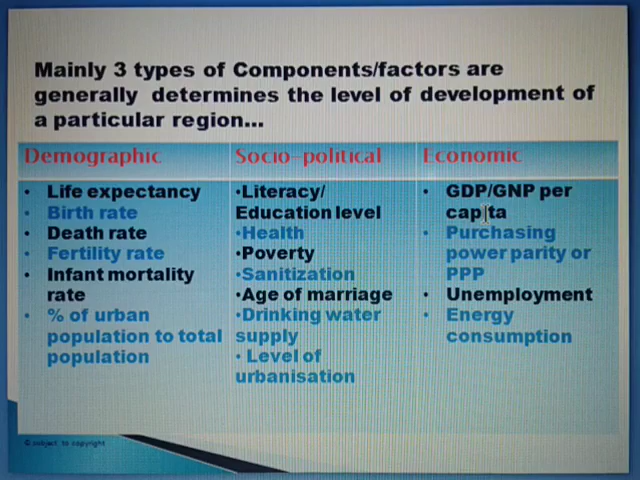 Mainly 3 types of Components/factors are
generally determines the level of development of
a particular region...
Demographic
• Life expectancy
• Birth rate
• Death rate
• Fertility rate
• Infant mortality
rate
• % of urban
population to total
population
Socio-political
•Literacy/
Education level
•Health
•Poverty
•Sanitization
•Age of marriage
•Drinking water
supply
• Level of
urbanisation
Economic
• GDP/GNP per
capita
• Purchasing
power parity or
PPP
• Unemployment
• Energy
consumption
© subject to copyright